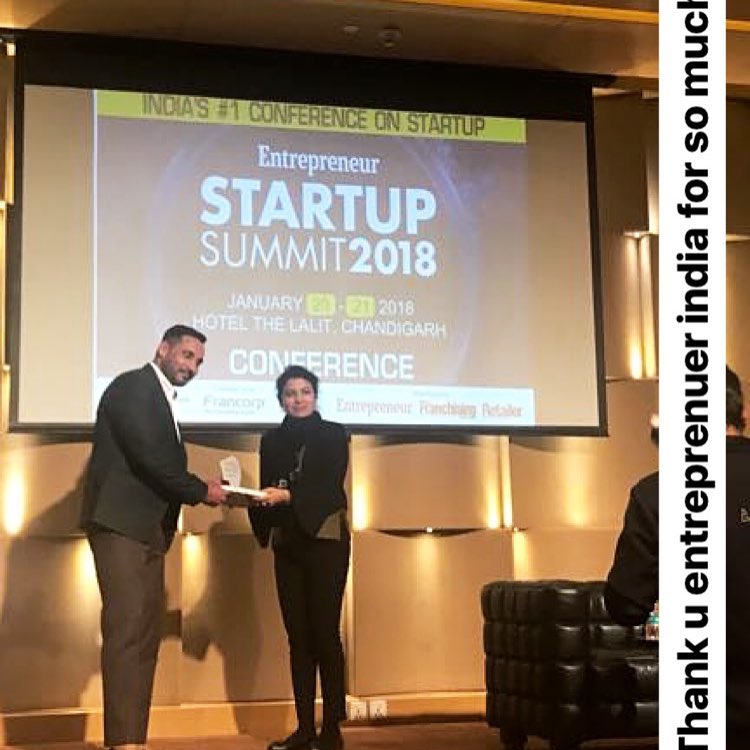 INDIA'S #1 CONFERENCE ON STARTUP
Entrepreneur
STARTUP
SUMMIT2018
JANUARY 20 - 21 2018
HOTEL THE LALIT, CHANDIGARH
CONFERENCE
Francorp
Entrepreneur Franchising Retailer
Thank u entreprenuer india for so much